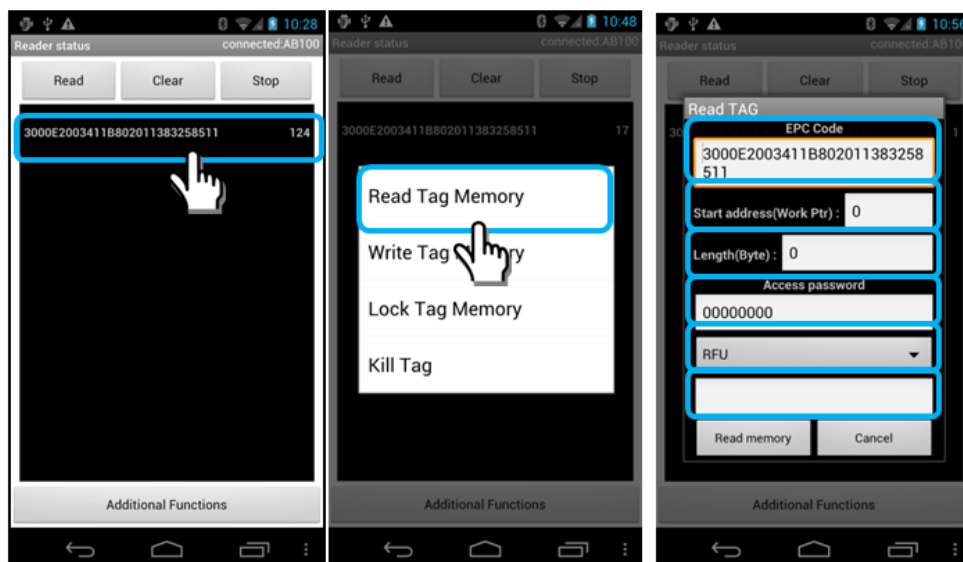 10:28
Reader status connected:AB100
Read Clear Stop
3000E2003411B802011383258511 124
Additional Functions
10:48
Reader status connected:AB100
Read Clear Stop
3000E2003411B802011383258511 17
Read Tag Memory
Write Tag
Lock Tag Memory
Kill Tag
Additional Functions
10:56
Reader status connected:AB100
Read Clear Stop
Read TAG
30 1
EPC Code
3000E2003411B802011383258
511
Start address(Work Ptr) : 0
Length(Byte) : 0
Access password
00000000
RFU
Read memory Cancel
Additional Functions